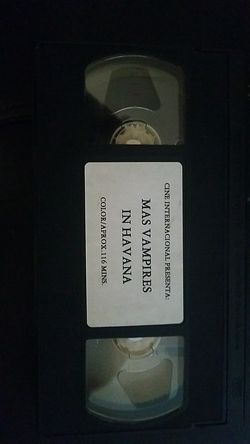 CINE INTERNACIONAL PRESENTA:
MAS VAMPIRES
IN HAVANA
COLOR/APROX.116 MINS.